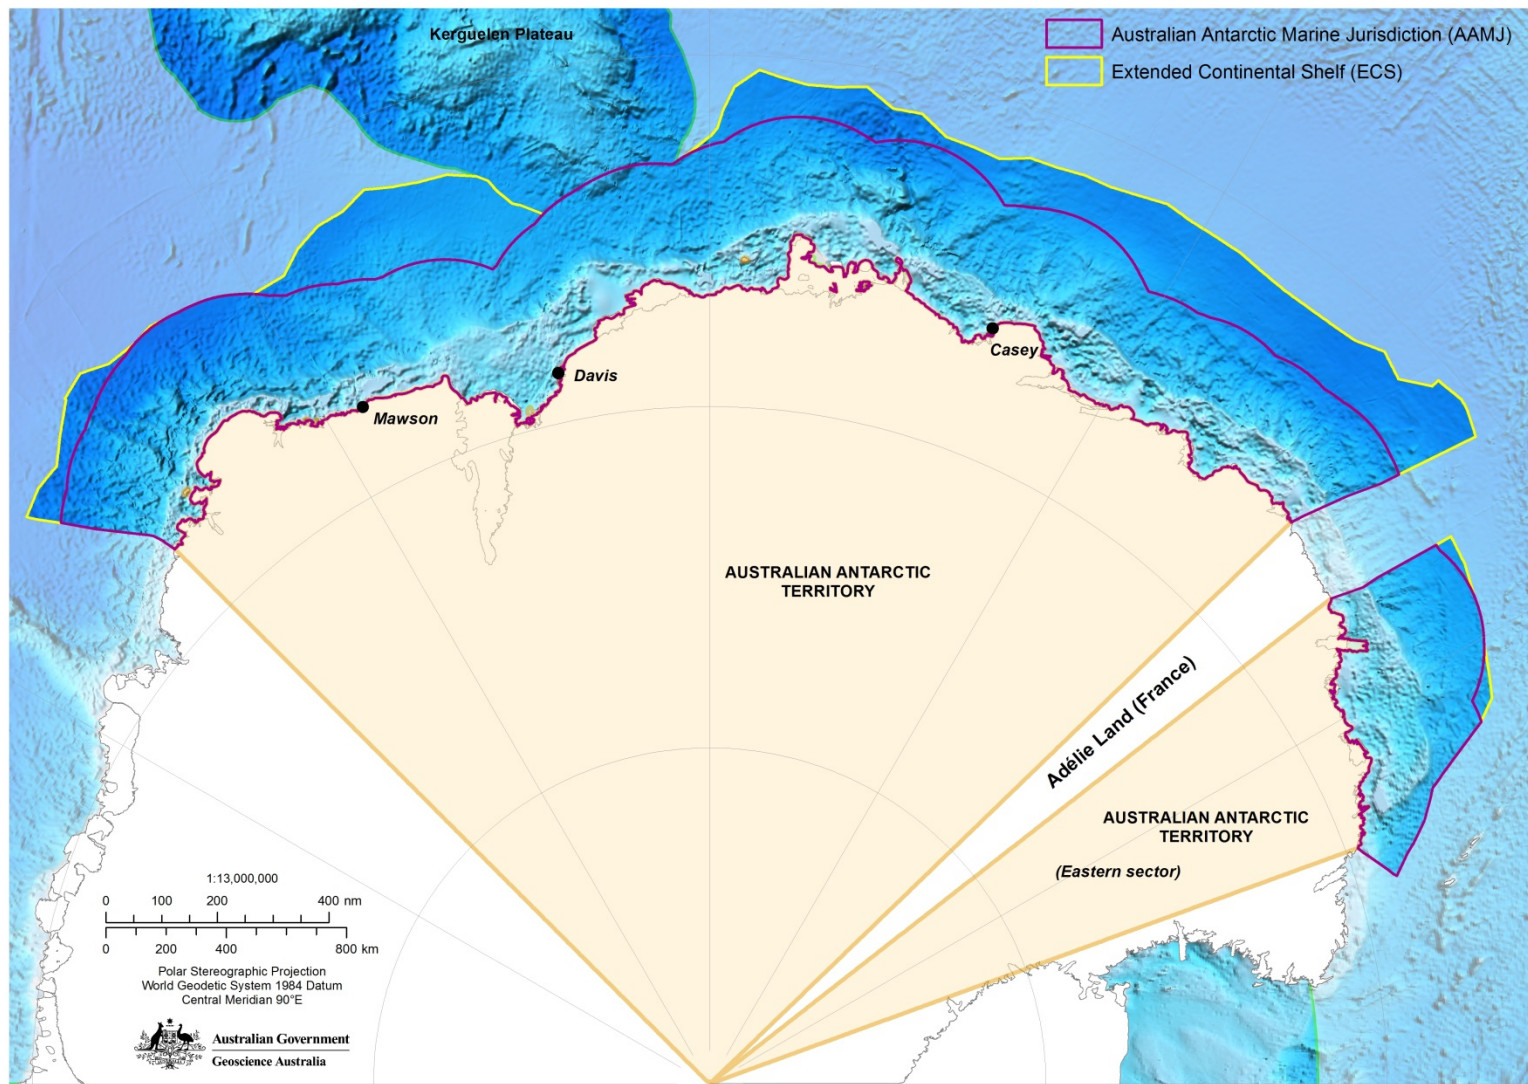 Kerguelen Plateau
Australian Antarctic Marine Jurisdiction (AAMJ)
Extended Continental Shelf (ECS)
Casey
Davis
Mawson
AUSTRALIAN ANTARCTIC
TERRITORY
Adélie Land (France)
AUSTRALIAN ANTARCTIC
TERRITORY
(Eastern sector)
1:13,000,000
0 100 200 400 nm
0 200 400 800 km
Polar Stereographic Projection
World Geodetic System 1984 Datum
Central Meridian 90°E
Australian Government
Geoscience Australia